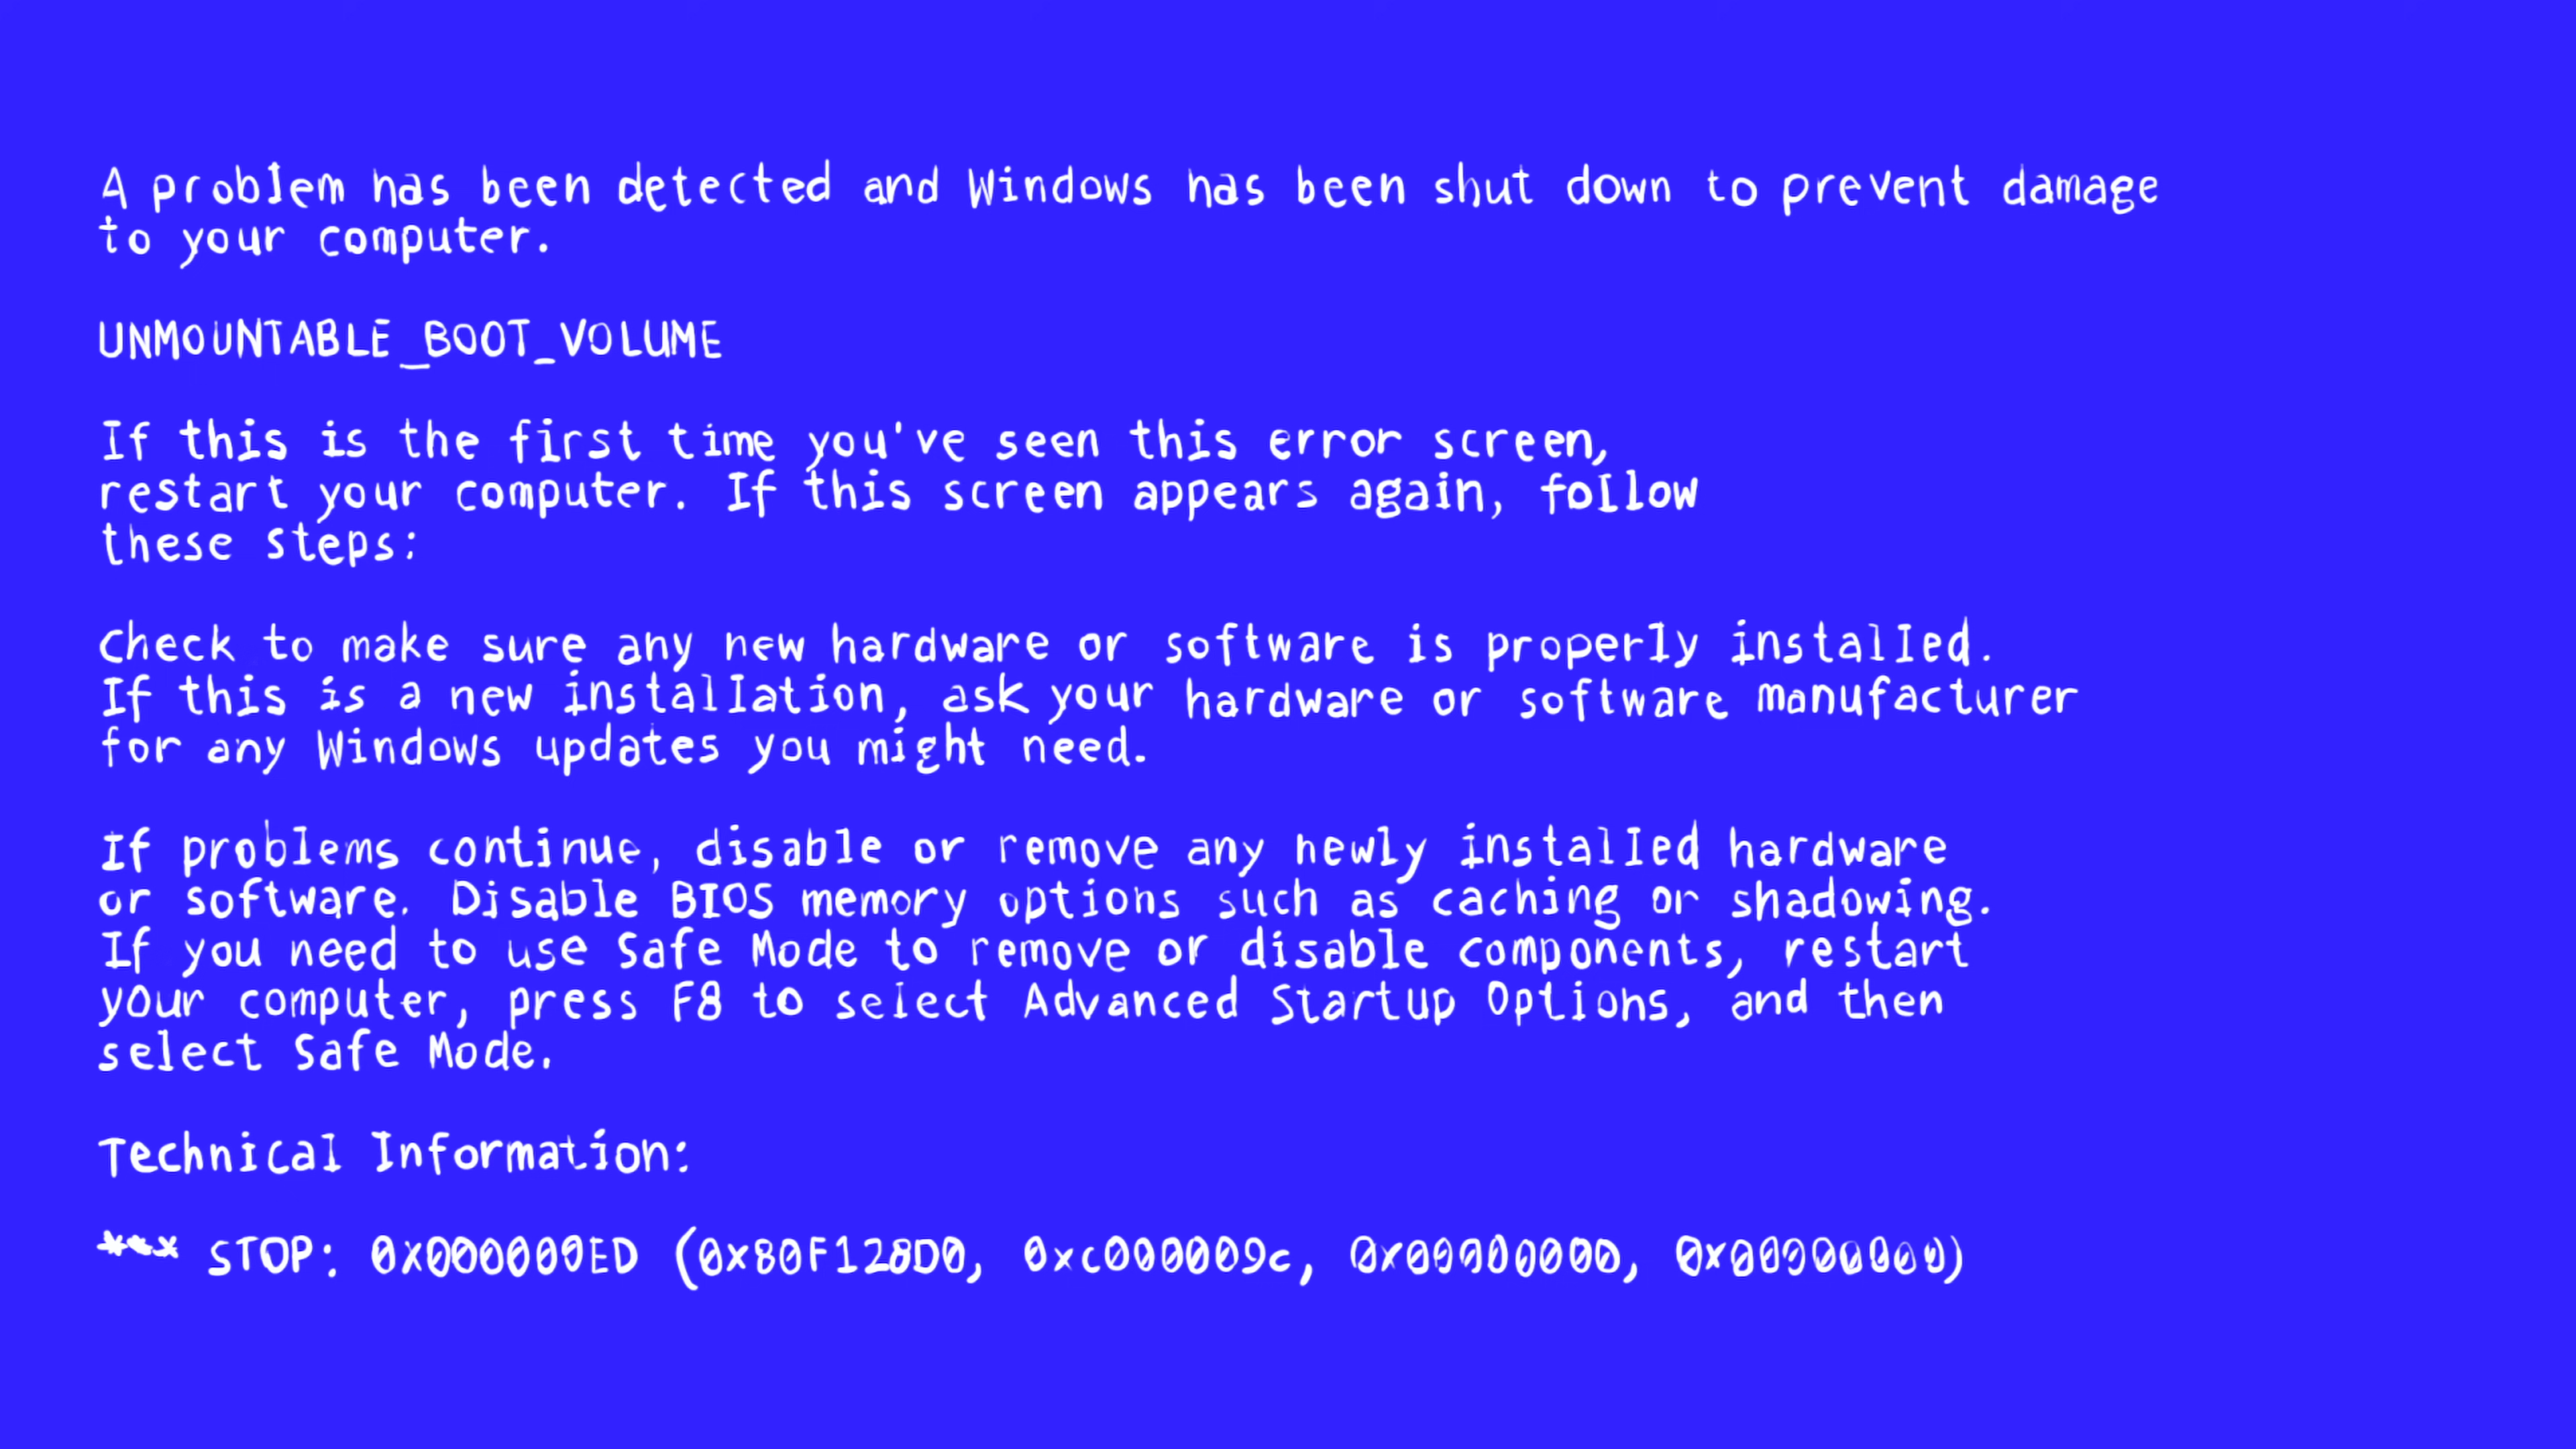 A problem has been detected and Windows has been shut down to prevent damage
to your computer.
UNMOUNTABLE_BOOT_VOLUME
If this is the first time you've seen this error screen,
restart your computer. If this screen appears again, follow
these steps:
Check to make sure any new hardware or software is properly installed.
If this is a new installation, ask your hardware or software manufacturer
for any Windows updates you might need.
If problems continue, disable or remove any newly installed hardware
or software. Disable BIOS memory options such as caching or shadowing.
If you need to use Safe Mode to remove or disable components, restart
your computer, press F8 to select Advanced Startup Options, and then
select Safe Mode.
Technical Information:
*** STOP: 0X000000ED (0x80F128D0, 0xc000009c, 0x00000000, 0x00000000)